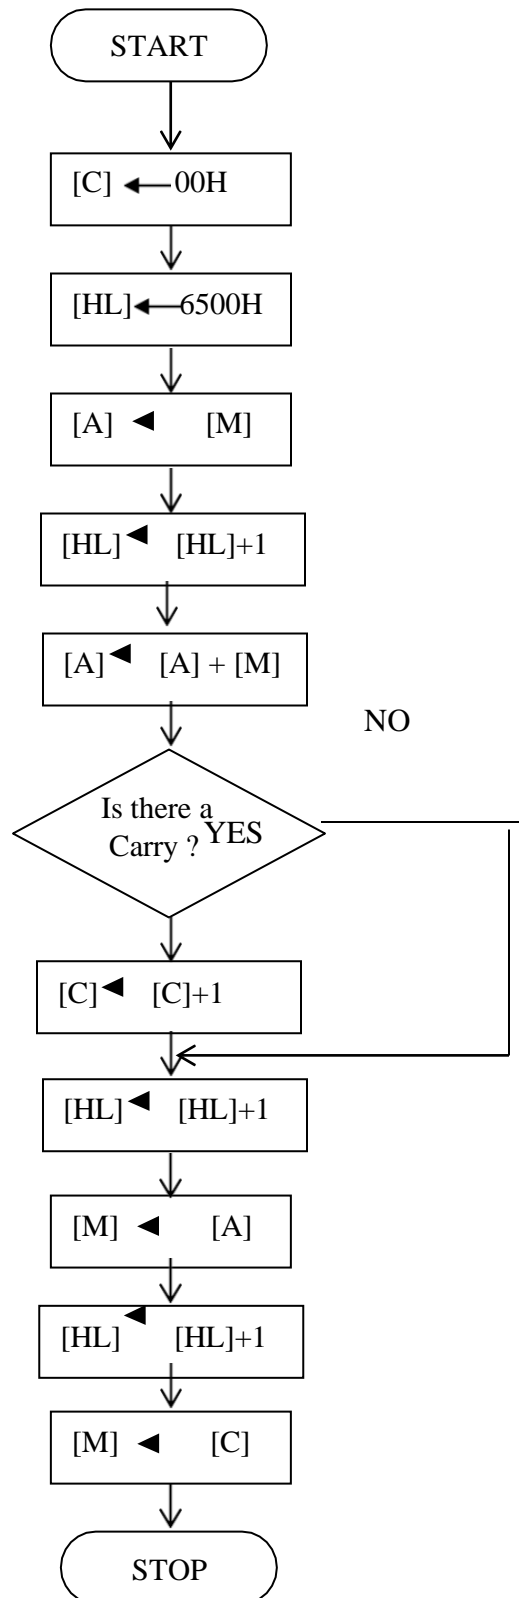 START
[C] ← 00H
[HL] ← 6500H
[A] ◄ [M]
[HL] ◄ [HL]+1
[A] ◄ [A] + [M]
NO
Is there a
Carry ? YES
[C] ◄ [C]+1
[HL] ◄ [HL]+1
[M] ◄ [A]
[HL] ◄ [HL]+1
[M] ◄ [C]
STOP